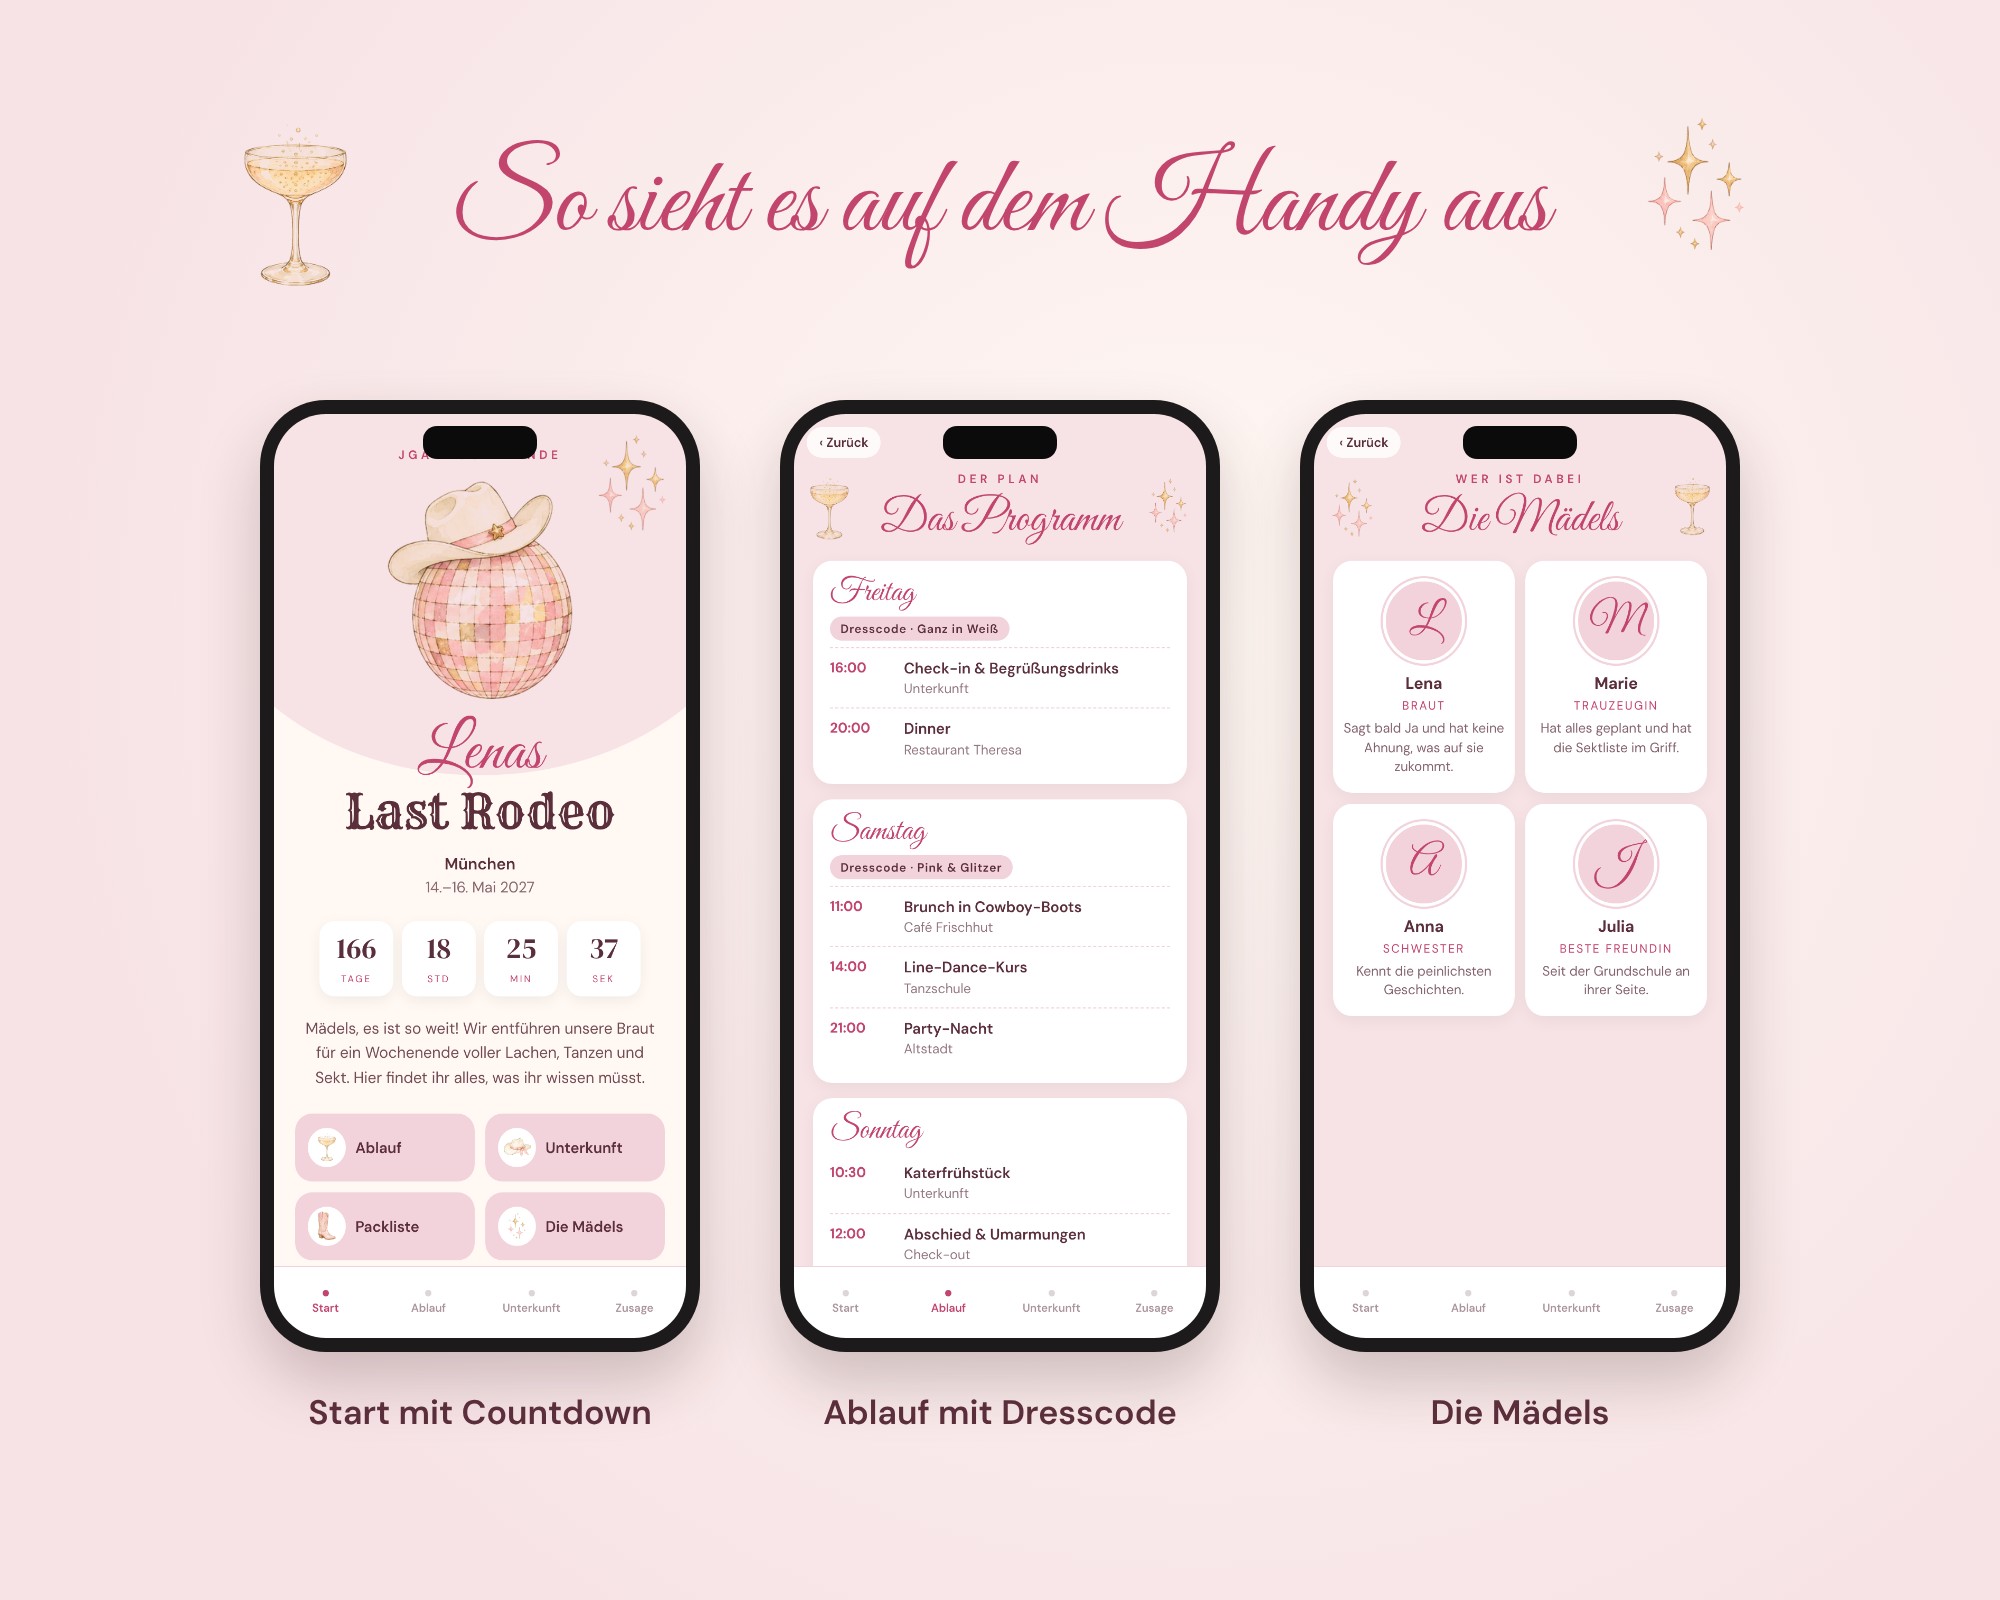 So sieht es auf dem Handy aus
Lenas
Last Rodeo
München
14.–16. Mai 2027
166 18 25 37
TAGE STD MIN SEK
Mädels, es ist so weit! Wir entführen unsere Braut
für ein Wochenende voller Lachen, Tanzen und
Sekt. Hier findet ihr alles, was ihr wissen müsst.
Ablauf Unterkunft
Packliste Die Mädels
Start Ablauf Unterkunft Zusage
Start mit Countdown
‹ Zurück
DER PLAN
Das Programm
Freitag
Dresscode · Ganz in Weiß
16:00 Check-in & Begrüßungsdrinks
Unterkunft
20:00 Dinner
Restaurant Theresa
Samstag
Dresscode · Pink & Glitzer
11:00 Brunch in Cowboy-Boots
Café Frischhut
14:00 Line-Dance-Kurs
Tanzschule
21:00 Party-Nacht
Altstadt
Sonntag
10:30 Katerfrühstück
Unterkunft
12:00 Abschied & Umarmungen
Check-out
Start Ablauf Unterkunft Zusage
Ablauf mit Dresscode
‹ Zurück
WER IST DABEI
Die Mädels
L
Lena
BRAUT
Sagt bald Ja und hat keine
Ahnung, was auf sie
zukommt.
M
Marie
TRAUZEUGIN
Hat alles geplant und hat
die Sektliste im Griff.
A
Anna
SCHWESTER
Kennt die peinlichsten
Geschichten.
J
Julia
BESTE FREUNDIN
Seit der Grundschule an
ihrer Seite.
Start Ablauf Unterkunft Zusage
Die Mädels